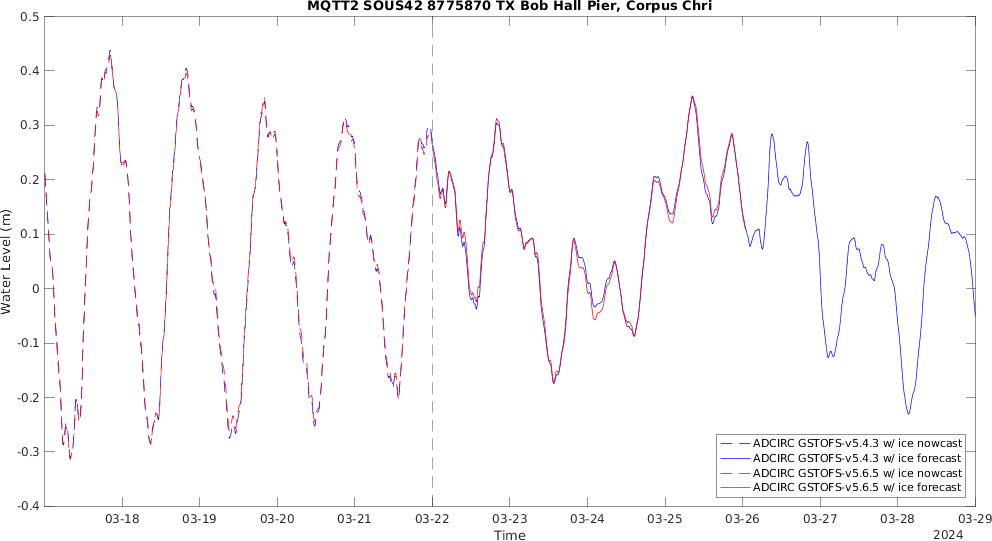 MQTT2 SOUS42 8775870 TX Bob Hall Pier, Corpus Chri
0.5
0.4
0.3
0.2
0.1
0
-0.1
-0.2
-0.3
-0.4
Water Level (m)
ADCIRC GSTOFS-v5.4.3 w/ ice nowcast
ADCIRC GSTOFS-v5.4.3 w/ ice forecast
ADCIRC GSTOFS-v5.6.5 w/ ice nowcast
ADCIRC GSTOFS-v5.6.5 w/ ice forecast
03-18 03-19 03-20 03-21 03-22 03-23 03-24 03-25 03-26 03-27 03-28 03-29
Time
2024